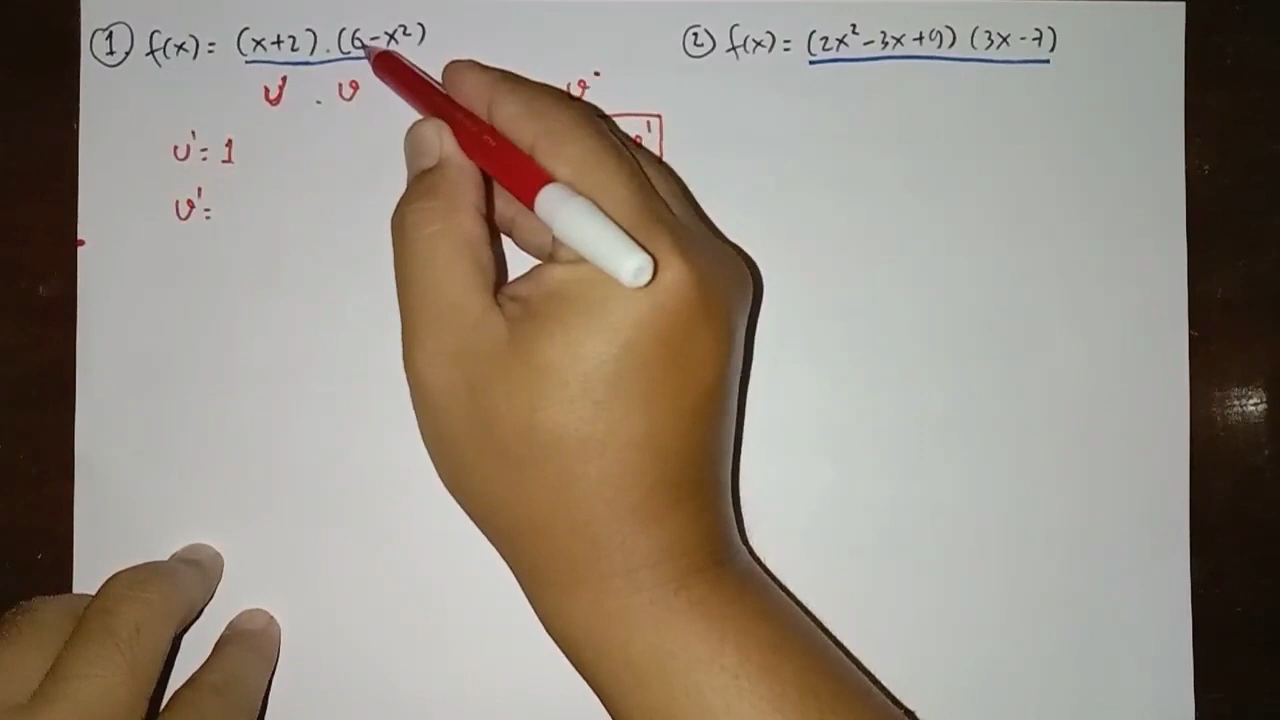 ① f(x) = (x+2) . (6-x²)
② f(x) = (2x²-3x+9) (3x-7)
U . v
v
u' = 1
v' =